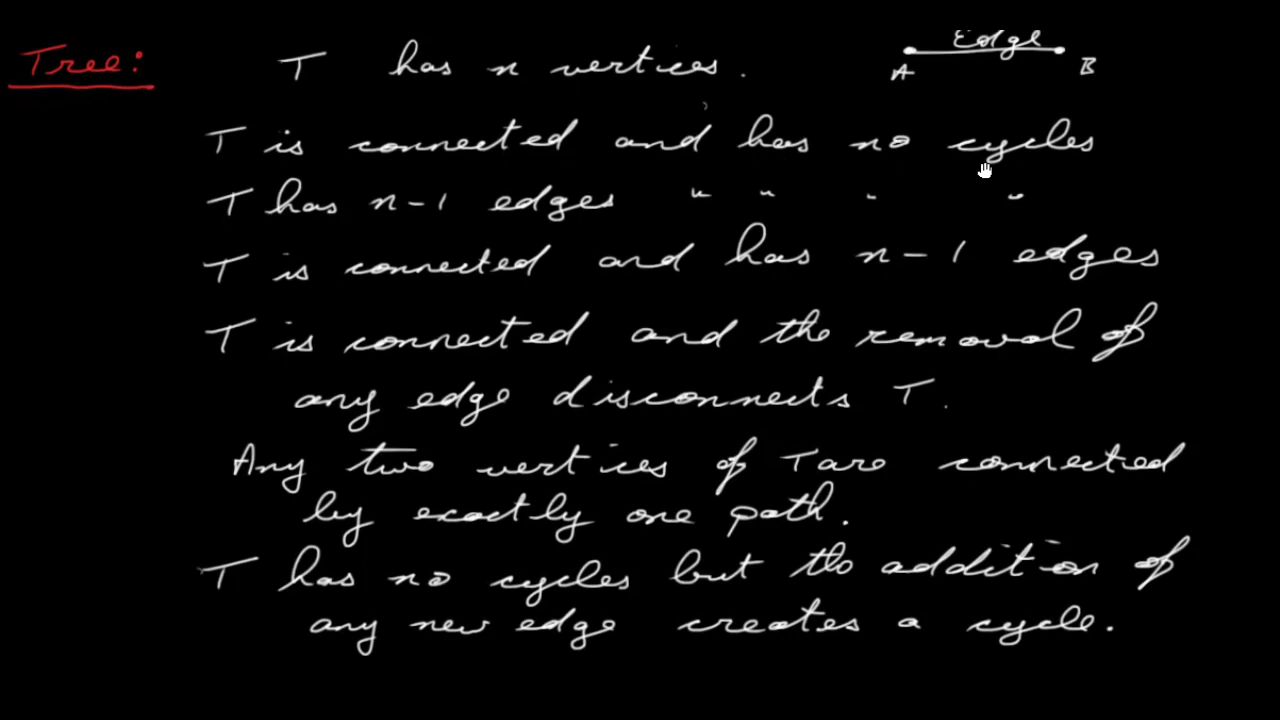 Tree: T has n vertices. Edge
A B
T is connected and has no cycles
T has n-1 edges " " " "
T is connected and has n-1 edges
T is connected and the removal of
any edge disconnects T.
Any two vertices of T are connected
by exactly one path.
T has no cycles but the addition of
any new edge creates a cycle.